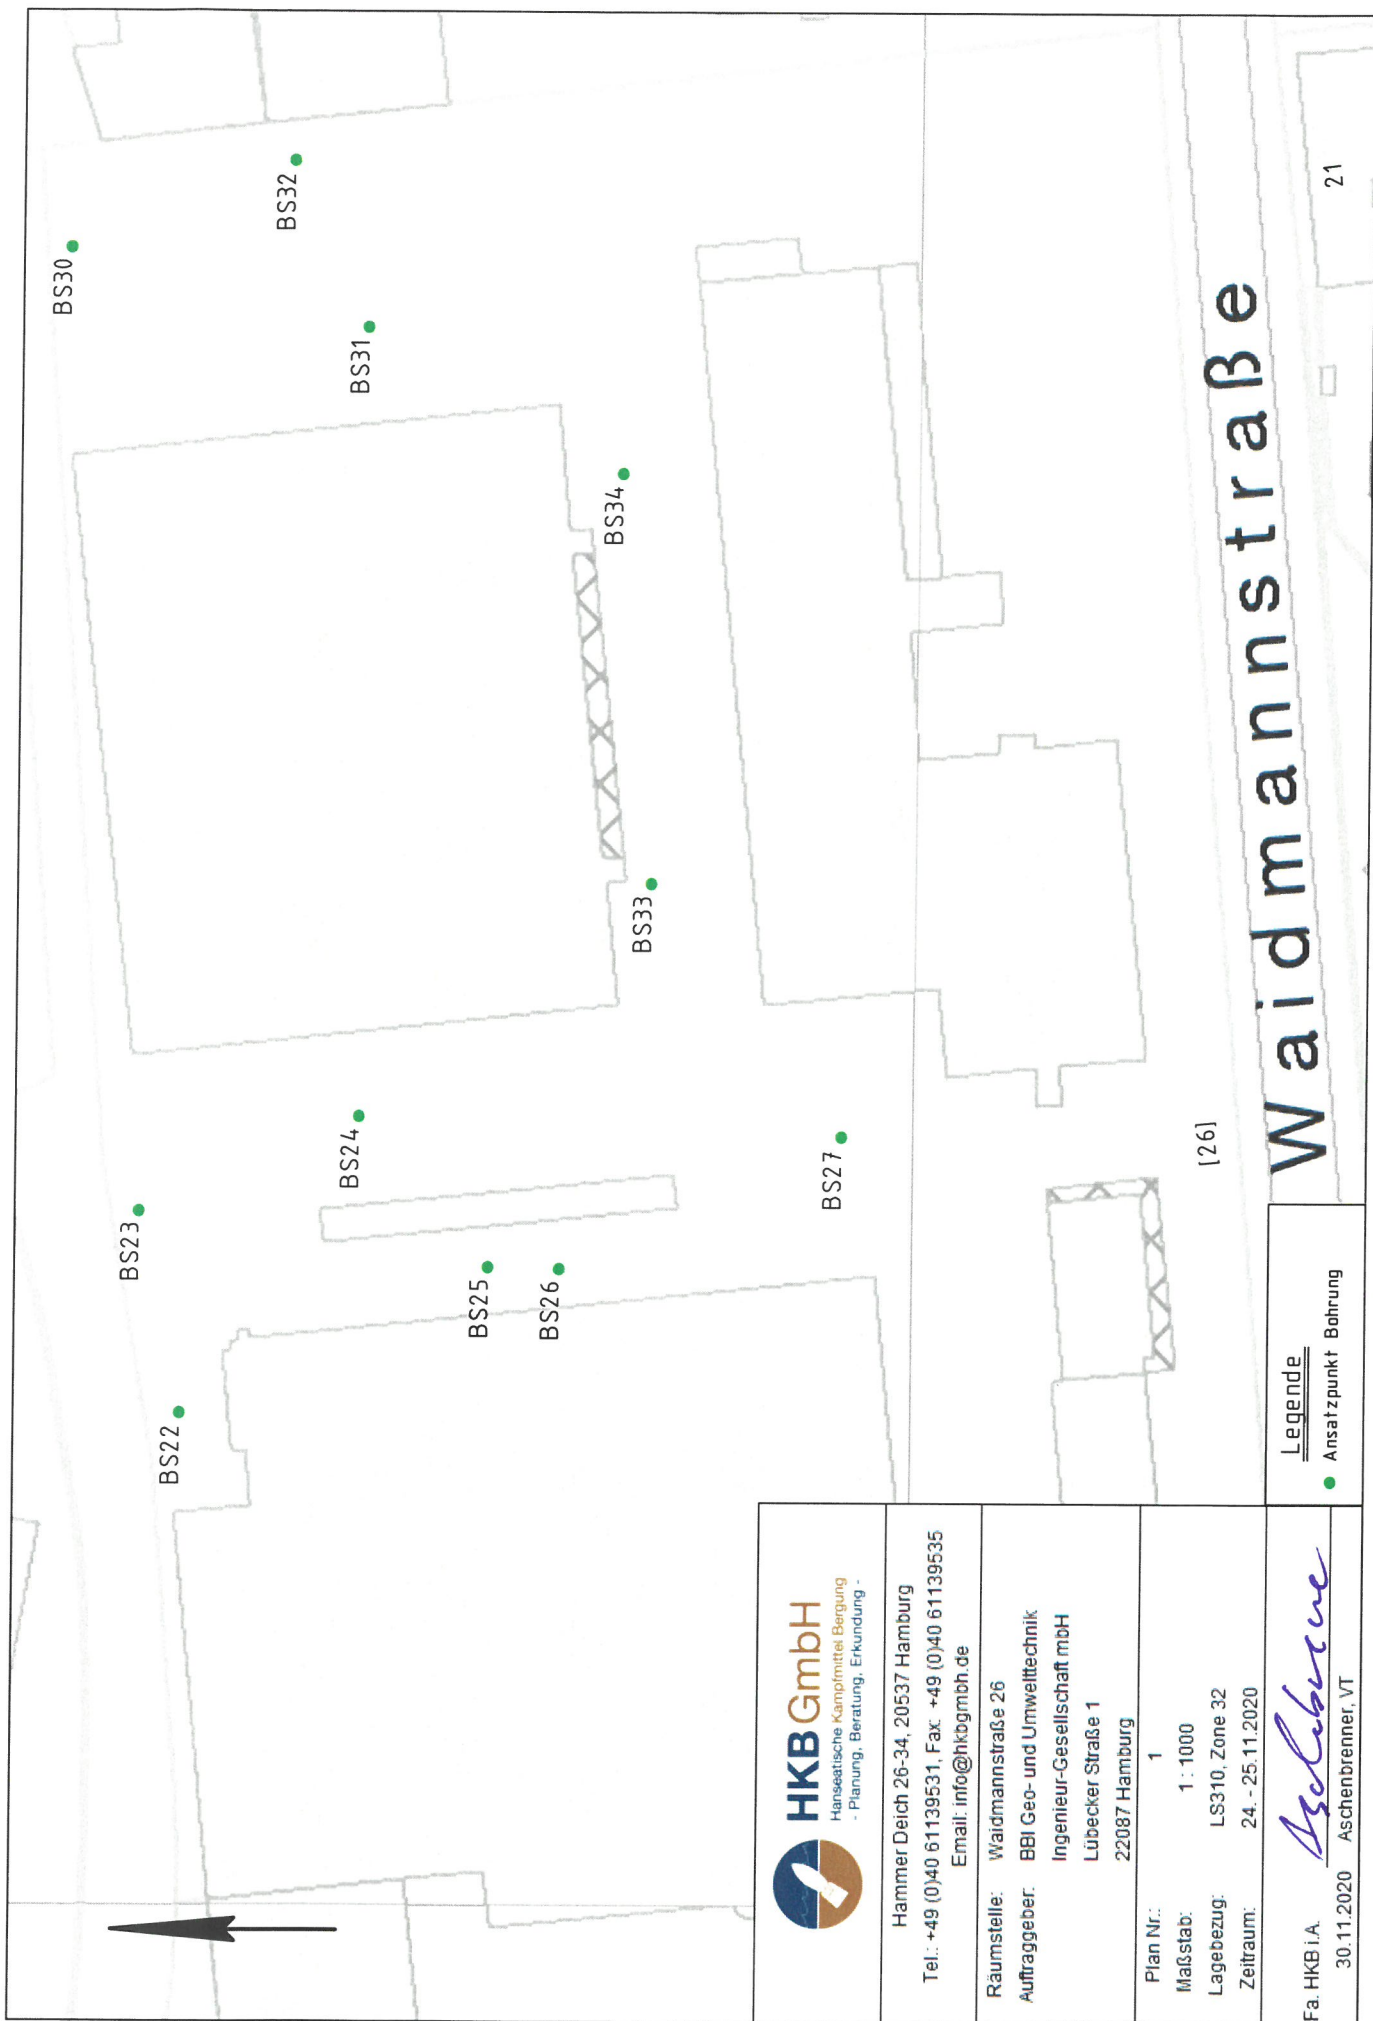 BS30
BS32
BS31
BS34
BS33
BS24
BS23
BS25
BS26
BS27
BS22
21
Waidmannstraße
[26]
Legende
Ansatzpunkt Bohrung
HKB GmbH
Hanseatische Kampfmittel Bergung
- Planung, Beratung, Erkundung -
Hammer Deich 26-34, 20537 Hamburg
Tel.: +49 (0)40 61139531, Fax: +49 (0)40 61139535
Email: info@hkbgmbh.de
Räumstelle: Waidmannstraße 26
Auftraggeber: BBI Geo- und Umwelttechnik
Ingenieur-Gesellschaft mbH
Lübecker Straße 1
22087 Hamburg
Plan Nr.: 1
Maßstab: 1 : 1000
Lagebezug: LS310, Zone 32
Zeitraum: 24. - 25.11.2020
Fa. HKB i.A.
30.11.2020 Aschenbrenner, VT